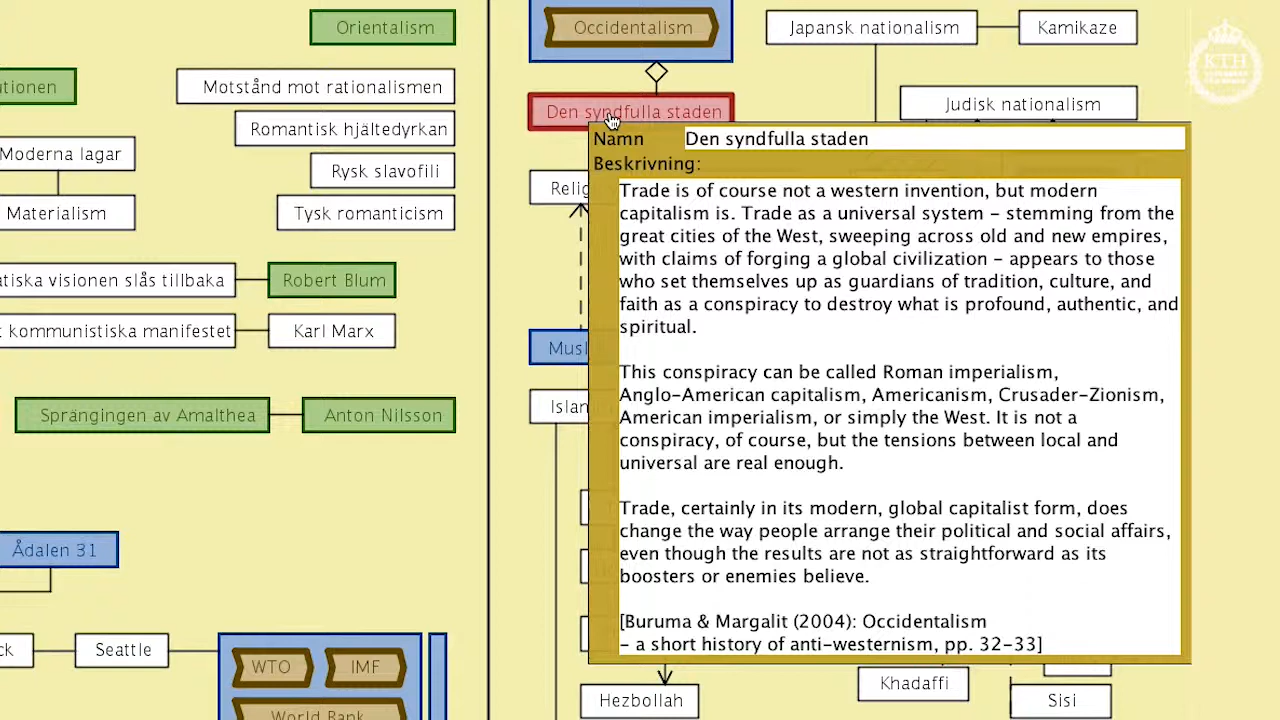 Orientalism
Occidentalism
Japansk nationalism
Kamikaze
KTH
Motstånd mot rationalismen
Den syndfulla staden
Judisk nationalism
Romantisk hjältedyrkan
Moderna lagar
Rysk slavofili
Materialism
Tysk romanticism
slås tillbaka
visionen
Robert Blum
kommunistiska manifestet
Karl Marx
Sprängingen av Amalthea
Anton Nilsson
Ådalen 31
Seattle
WTO
IMF
World Bank
Namn Den syndfulla staden
Beskrivning:
Trade is of course not a western invention, but modern
capitalism is. Trade as a universal system – stemming from the
great cities of the West, sweeping across old and new empires,
with claims of forging a global civilization – appears to those
who set themselves up as guardians of tradition, culture, and
faith as a conspiracy to destroy what is profound, authentic, and
spiritual.
This conspiracy can be called Roman imperialism,
Anglo-American capitalism, Americanism, Crusader-Zionism,
American imperialism, or simply the West. It is not a
conspiracy, of course, but the tensions between local and
universal are real enough.
Trade, certainly in its modern, global capitalist form, does
change the way people arrange their political and social affairs,
even though the results are not as straightforward as its
boosters or enemies believe.
[Buruma & Margalit (2004): Occidentalism
– a short history of anti-westernism, pp. 32-33]
Hezbollah
Khadaffi
Sisi